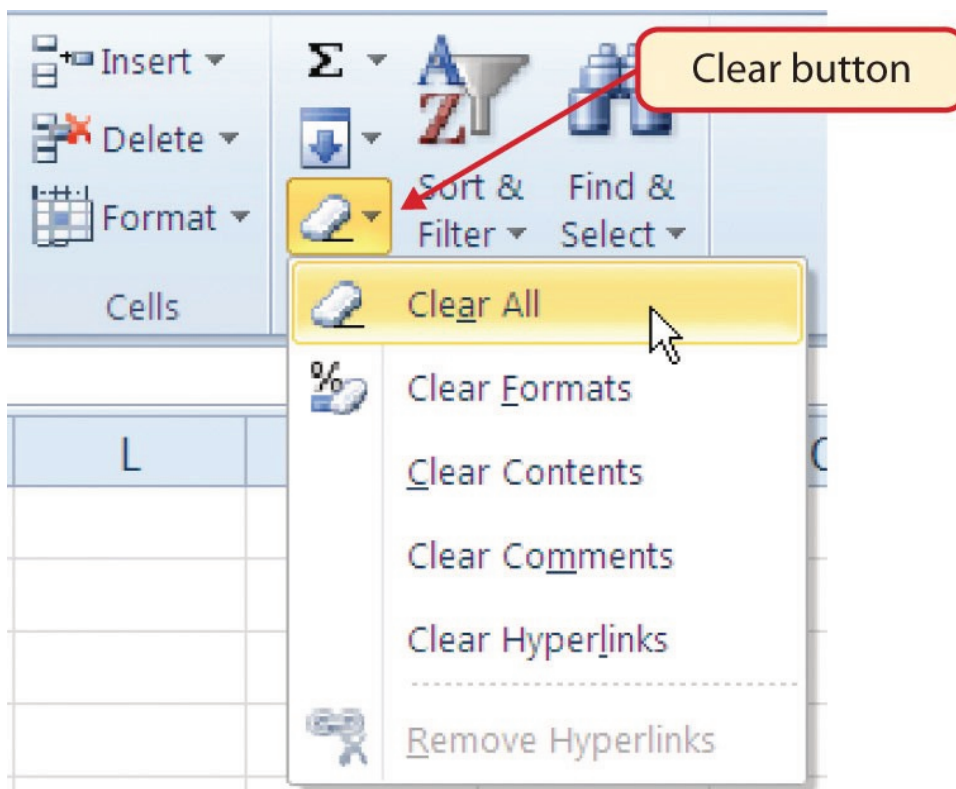 Insert
Delete
Format
Cells
Σ
A
Z
Sort &
Filter
Find &
Select
Clear button
Clear All
%
Clear Formats
Clear Contents
Clear Comments
Clear Hyperlinks
Remove Hyperlinks
L